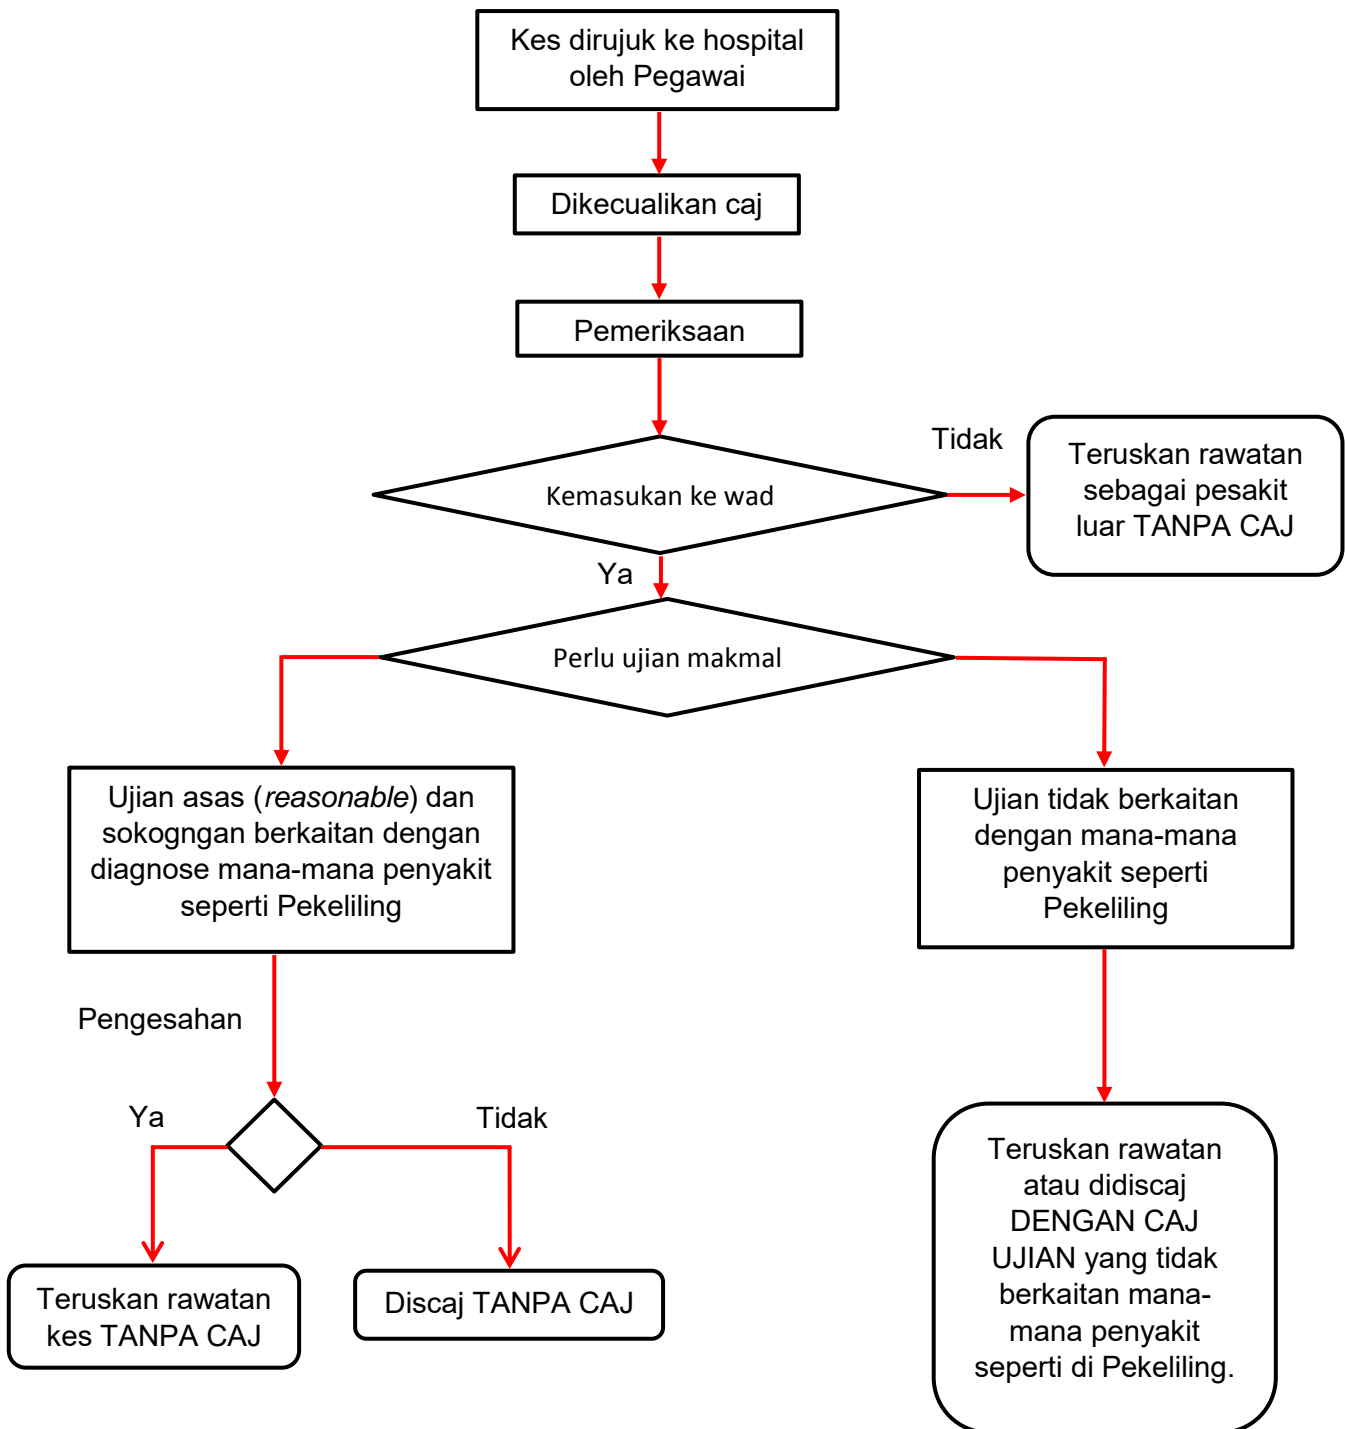 Kes dirujuk ke hospital
oleh Pegawai
Dikecualikan caj
Pemeriksaan
Kemasukan ke wad
Tidak
Teruskan rawatan
sebagai pesakit
luar TANPA CAJ
Ya
Perlu ujian makmal
Ujian asas (reasonable) dan
sokogngan berkaitan dengan
diagnose mana-mana penyakit
seperti Pekeliling
Ujian tidak berkaitan
dengan mana-mana
penyakit seperti
Pekeliling
Pengesahan
Ya
Tidak
Teruskan rawatan
kes TANPA CAJ
Discaj TANPA CAJ
Teruskan rawatan
atau didiscaj
DENGAN CAJ
UJIAN yang tidak
berkaitan mana-
mana penyakit
seperti di Pekeliling.